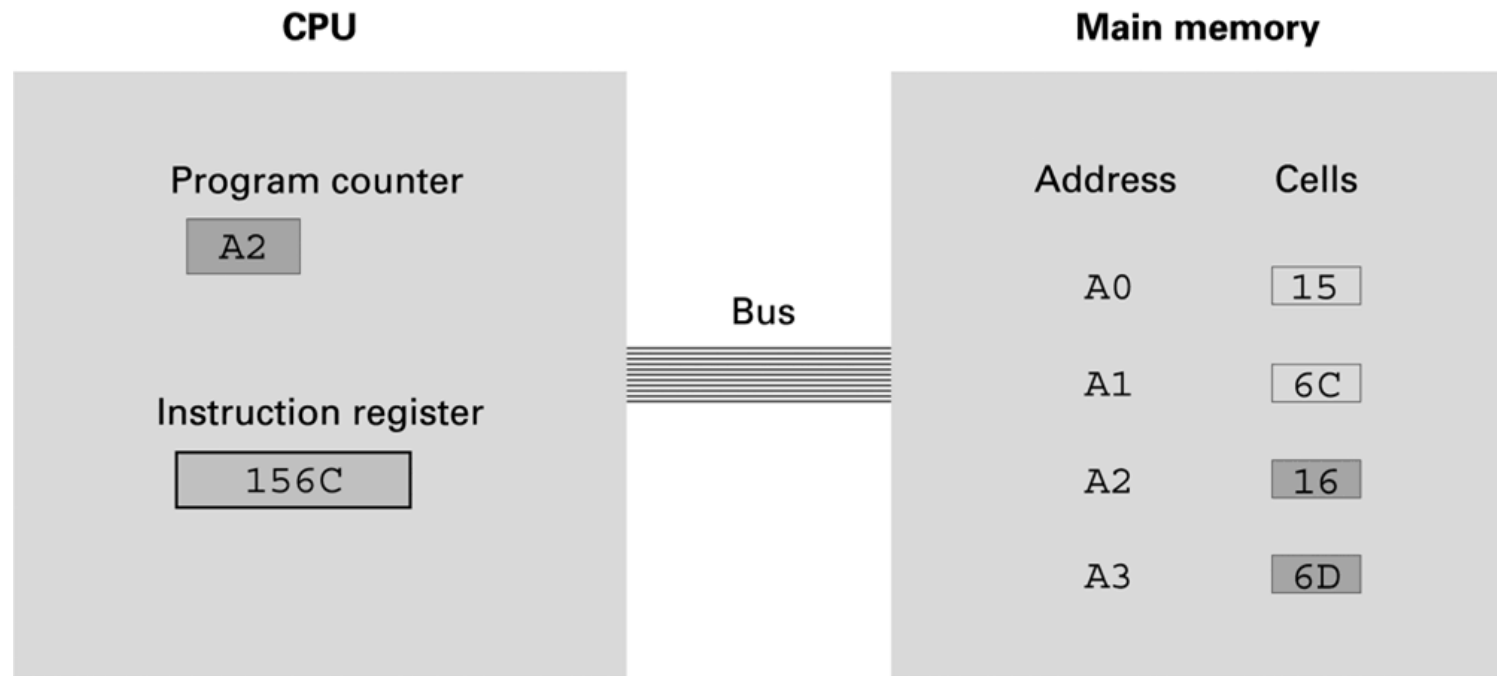 CPU
Main memory
Program counter
A2
Instruction register
156C
Bus
Address Cells
A0 15
A1 6C
A2 16
A3 6D